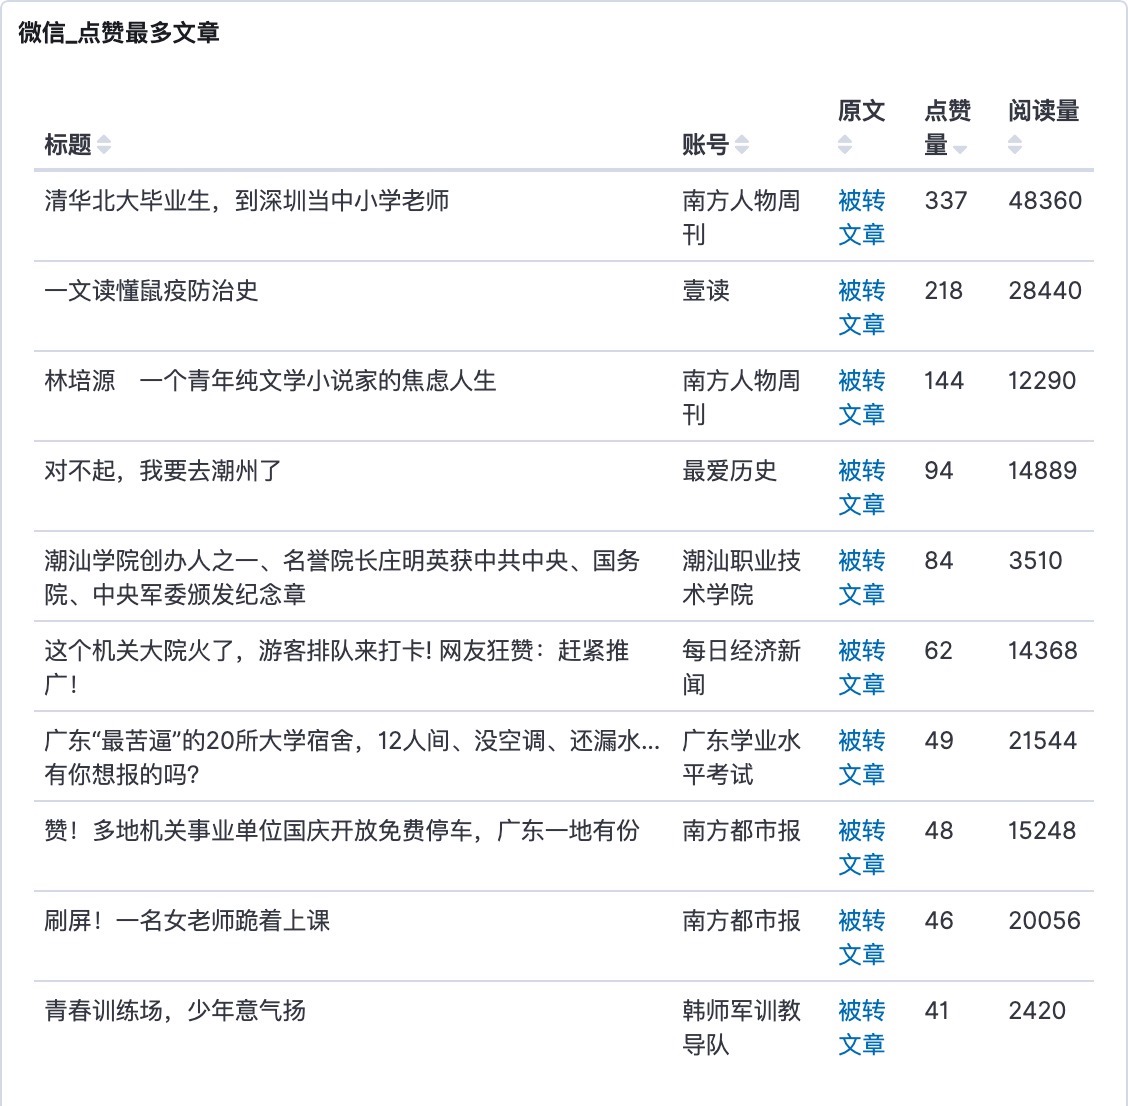 微信_点赞最多文章
标题 账号 原文 点赞量 阅读量
清华北大毕业生，到深圳当中小学老师 南方人物周刊 被转文章 337 48360
一文读懂鼠疫防治史 壹读 被转文章 218 28440
林培源　一个青年纯文学小说家的焦虑人生 南方人物周刊 被转文章 144 12290
对不起，我要去潮州了 最爱历史 被转文章 94 14889
潮汕学院创办人之一、名誉院长庄明英获中共中央、国务院、中央军委颁发纪念章 潮汕职业技术学院 被转文章 84 3510
这个机关大院火了，游客排队来打卡! 网友狂赞：赶紧推广！ 每日经济新闻 被转文章 62 14368
广东“最苦逼”的20所大学宿舍，12人间、没空调、还漏水...有你想报的吗? 广东学业水平考试 被转文章 49 21544
赞！多地机关事业单位国庆开放免费停车，广东一地有份 南方都市报 被转文章 48 15248
刷屏！一名女老师跪着上课 南方都市报 被转文章 46 20056
青春训练场，少年意气扬 韩师军训教导队 被转文章 41 2420